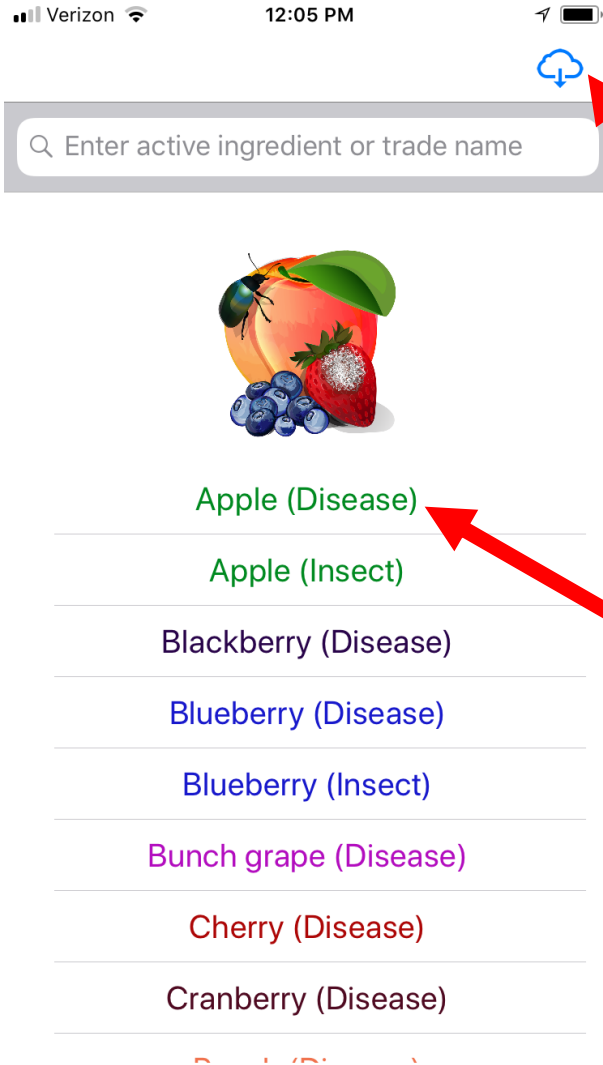 Verizon 12:05 PM
Enter active ingredient or trade name
Apple (Disease)
Apple (Insect)
Blackberry (Disease)
Blueberry (Disease)
Blueberry (Insect)
Bunch grape (Disease)
Cherry (Disease)
Cranberry (Disease)